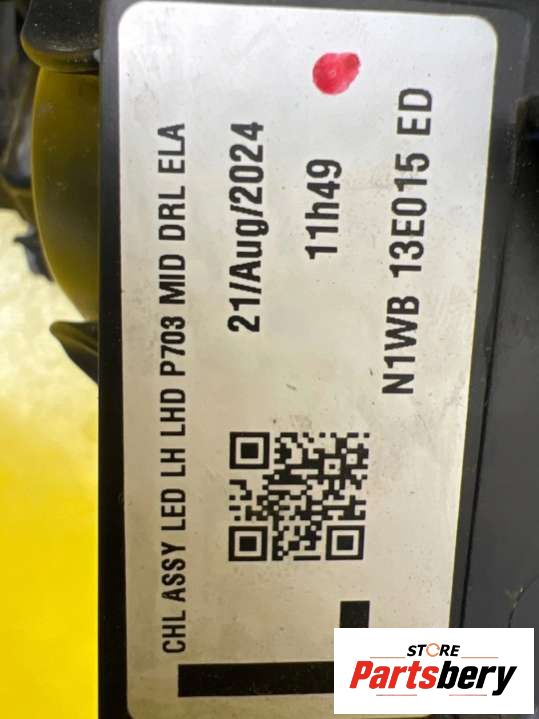 CHL ASSY LED LH LHD P703 MID DRL ELA
21/Aug/2024
11h49
N1WB 13E015 ED
STORE
Partsbery